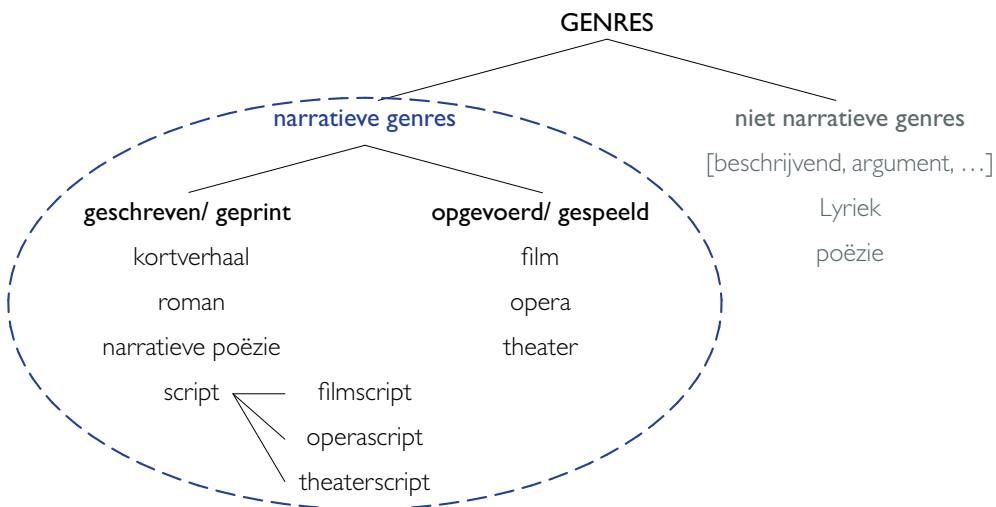 GENRES
narratieve genres
niet narratieve genres
[beschrijvend, argument, …]
Lyriek
poëzie
geschreven/ geprint
kortverhaal
roman
narratieve poëzie
script
filmscript
operascript
theaterscript
opgevoerd/ gespeeld
film
opera
theater